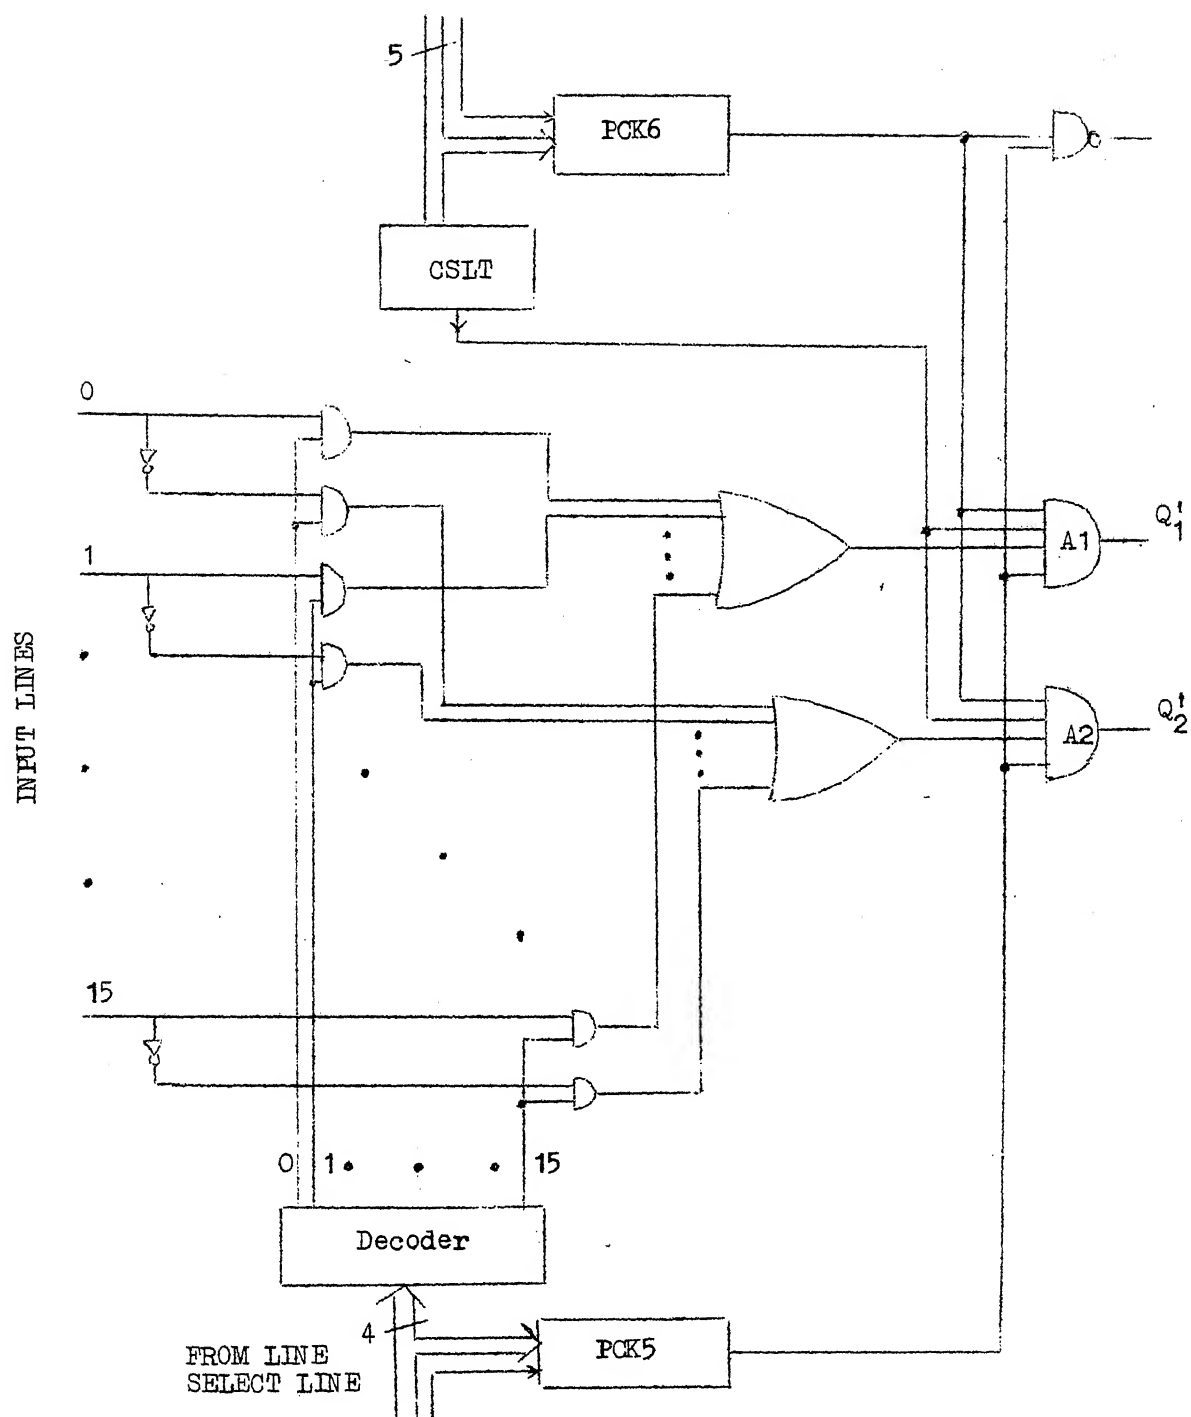 5
PCK6
CSLT
0
1
INPUT LINES
A1
Q'1
A2
Q'2
15
0 1 15
Decoder
4
FROM LINE
SELECT LINE
PCK5